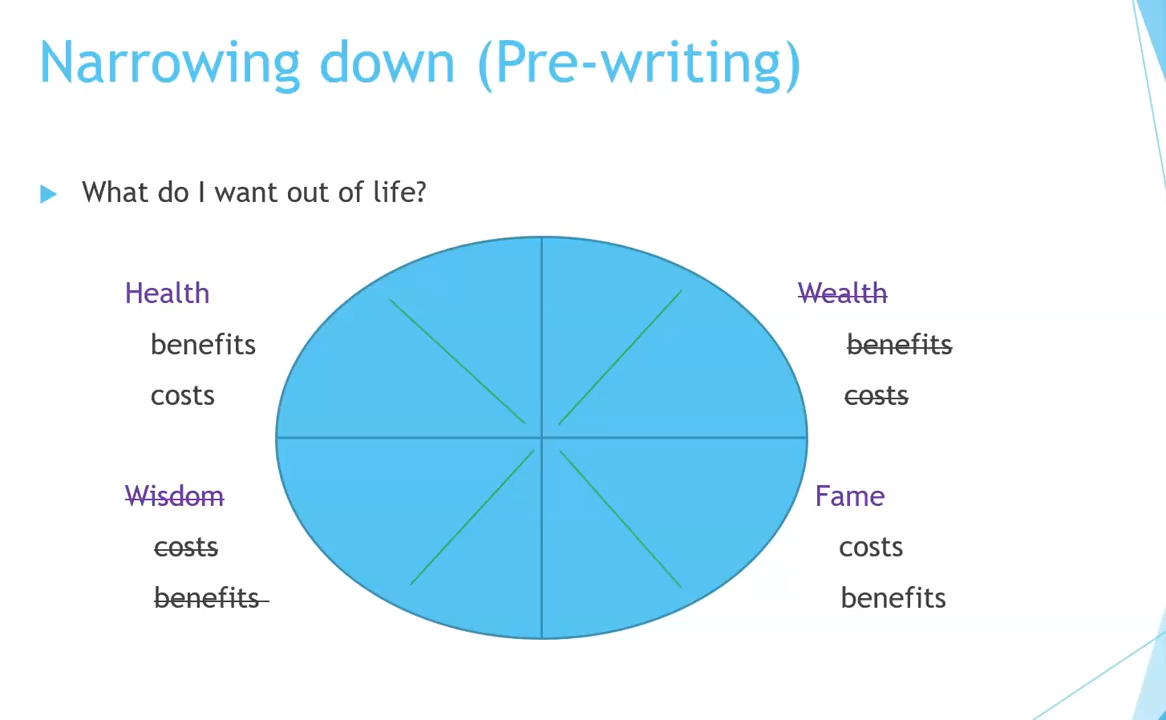 Narrowing down (Pre-writing)
What do I want out of life?
Health
benefits
costs
Wealth
benefits
costs
Wisdom
costs
benefits
Fame
costs
benefits